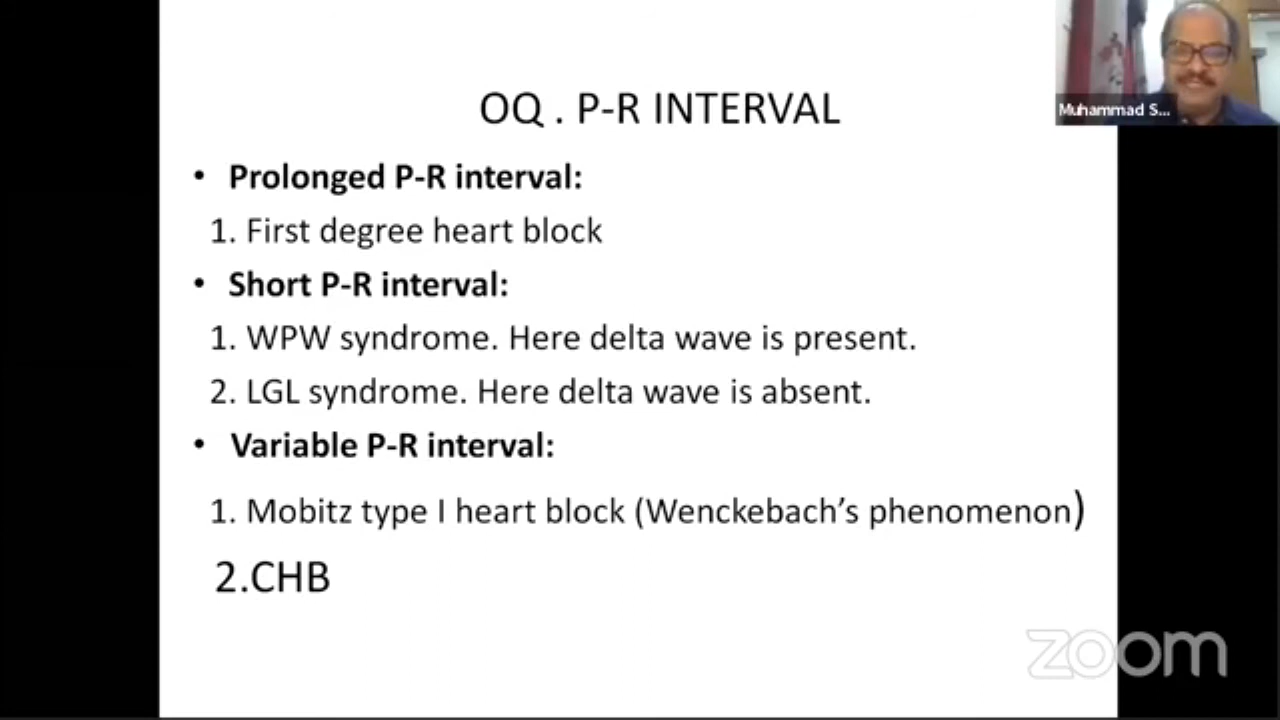 OQ . P-R INTERVAL
Muhammad S...
• Prolonged P-R interval:
1. First degree heart block
• Short P-R interval:
1. WPW syndrome. Here delta wave is present.
2. LGL syndrome. Here delta wave is absent.
• Variable P-R interval:
1. Mobitz type I heart block (Wenckebach’s phenomenon)
2.CHB
zoom